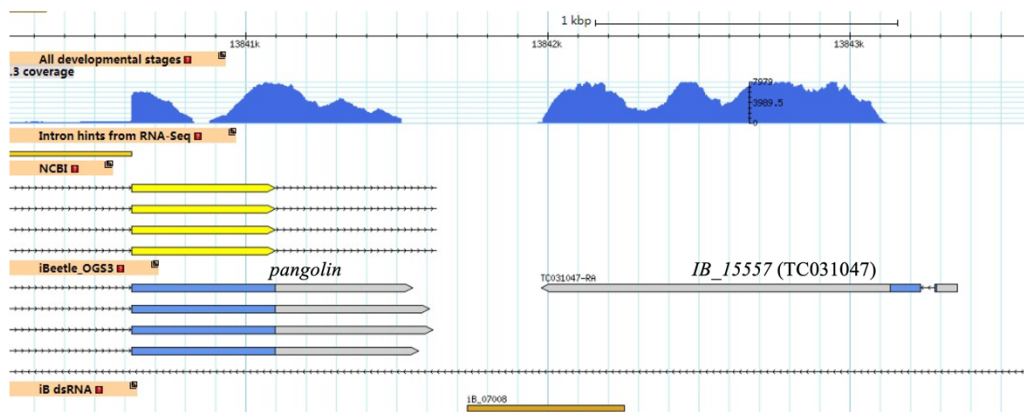 1 kbp
13841k 13842k 13843k
All developmental stages ?
.3 coverage
7979
3989.5
0
Intron hints from RNA-Seq ?
NCBI ?
iBeetle_OGS3 ?
pangolin
IB_15557 (TC031047)
TC031047-RA
iB dsRNA ?
iB_07008